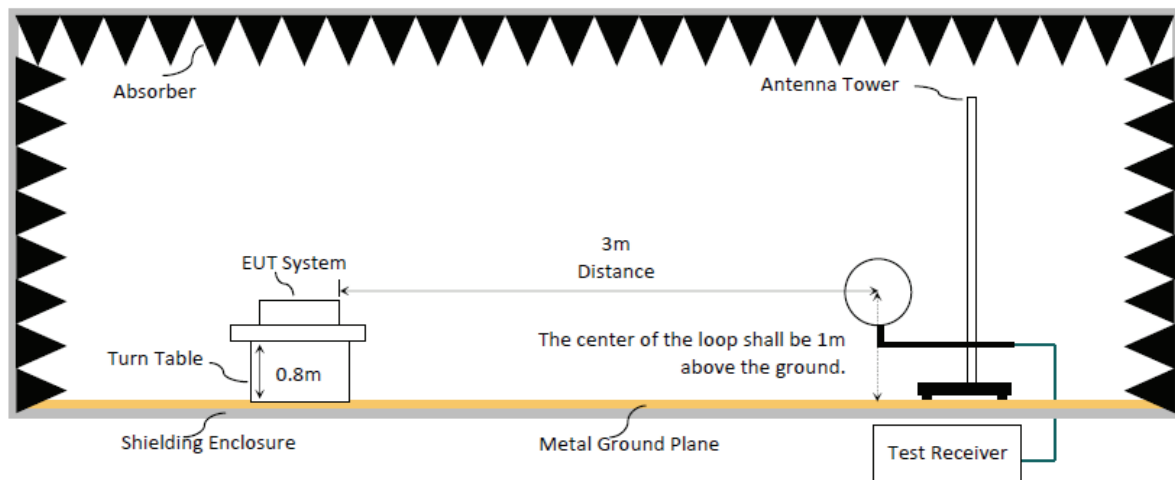 Absorber
Antenna Tower
3m
Distance
EUT System
The center of the loop shall be 1m
above the ground.
Turn Table
0.8m
Shielding Enclosure
Metal Ground Plane
Test Receiver